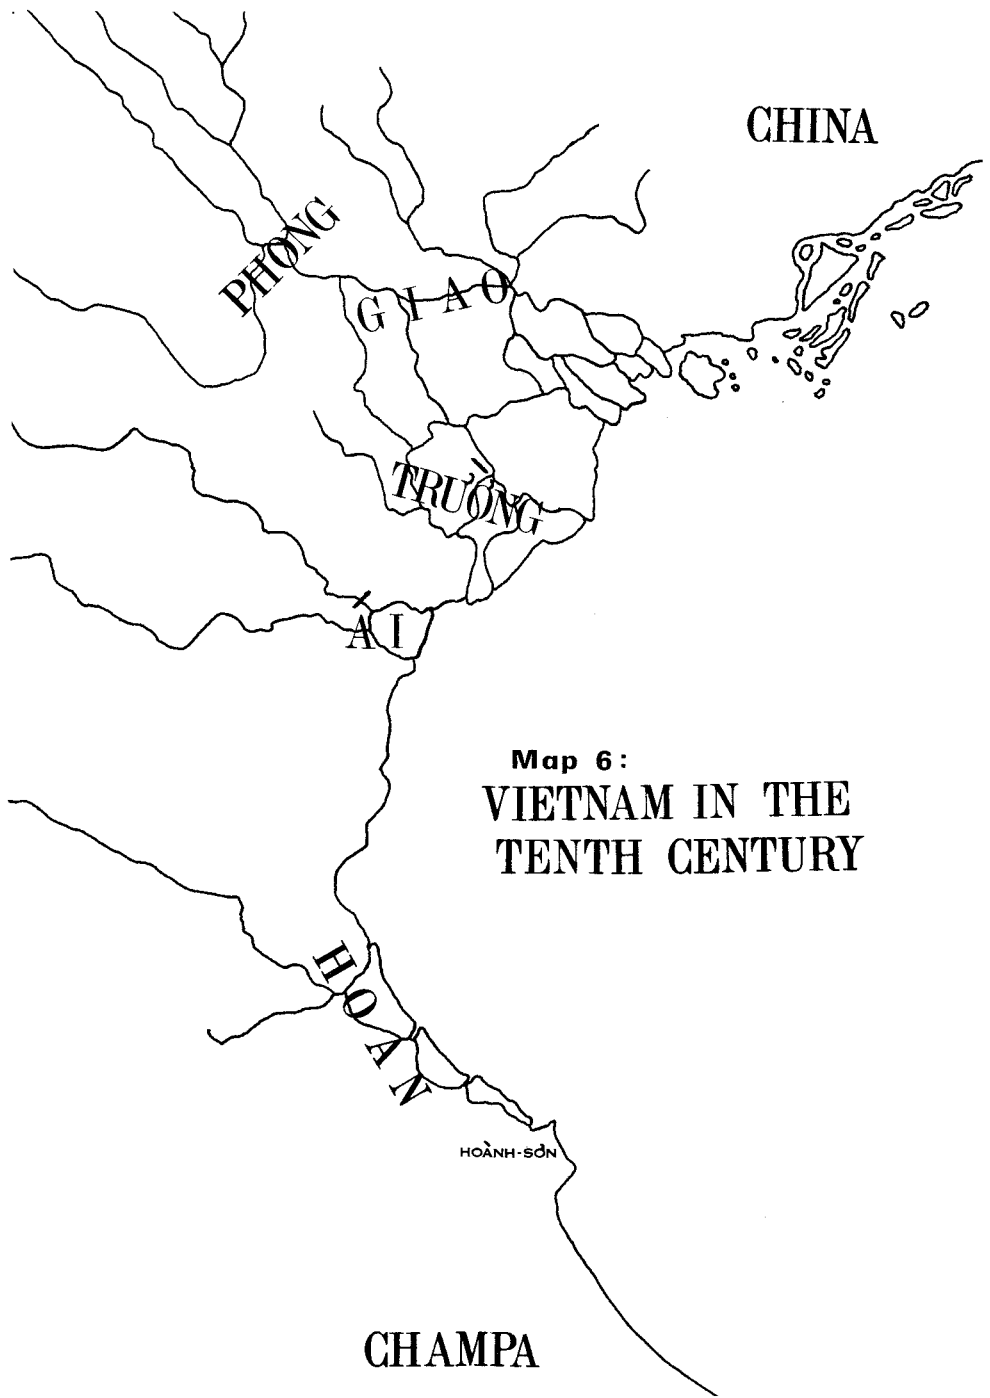 CHINA
PHONG
GIAO
TRƯỜNG
ÁI
Map 6:
VIETNAM IN THE
TENTH CENTURY
HOAN
HOÀNH-SƠN
CHAMPA